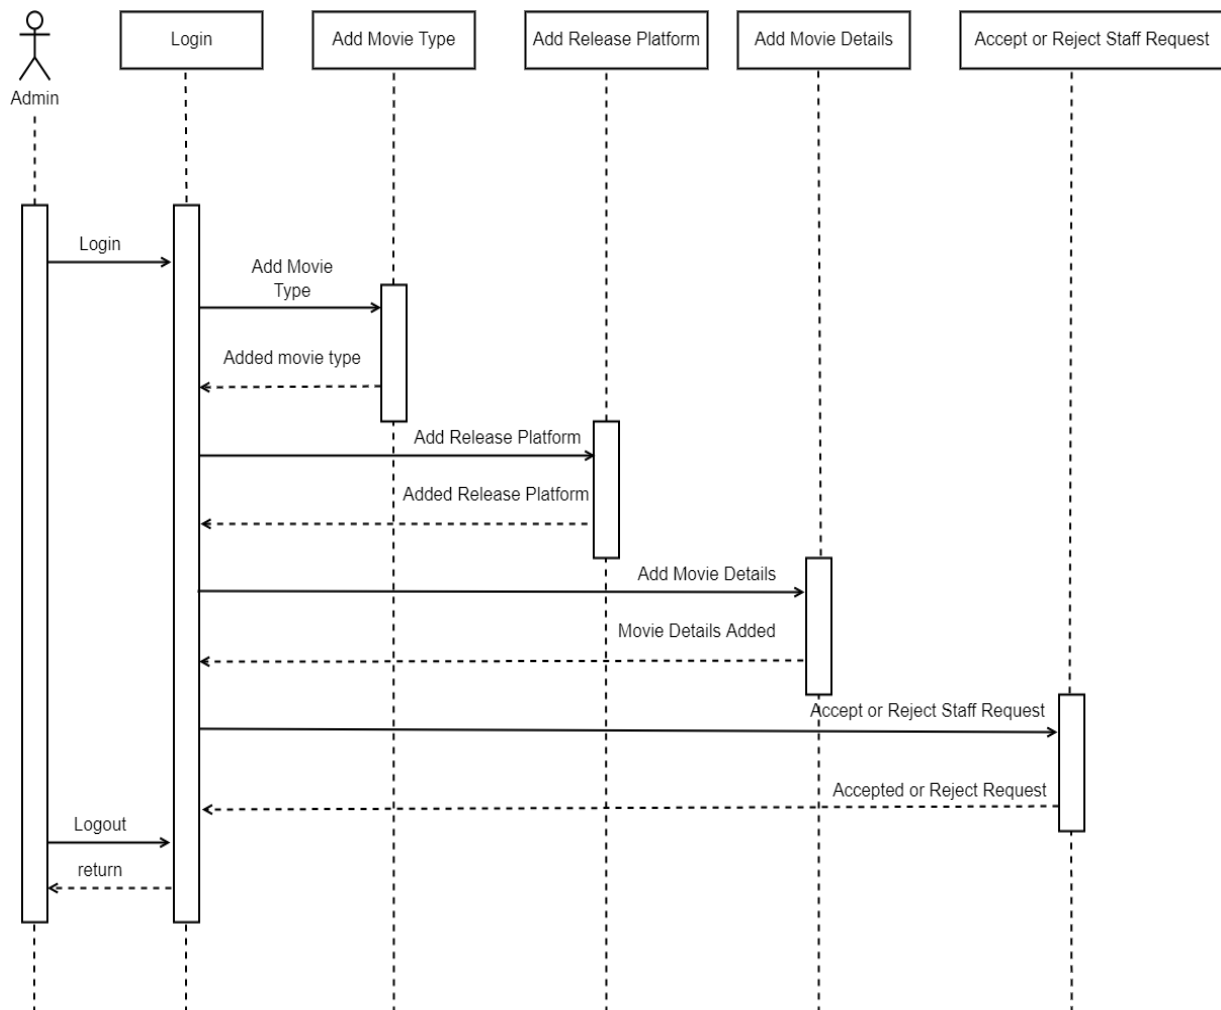 Login
Add Movie Type
Add Release Platform
Add Movie Details
Accept or Reject Staff Request
Admin
Login
Add Movie
Type
Added movie type
Add Release Platform
Added Release Platform
Add Movie Details
Movie Details Added
Accept or Reject Staff Request
Accepted or Reject Request
Logout
return